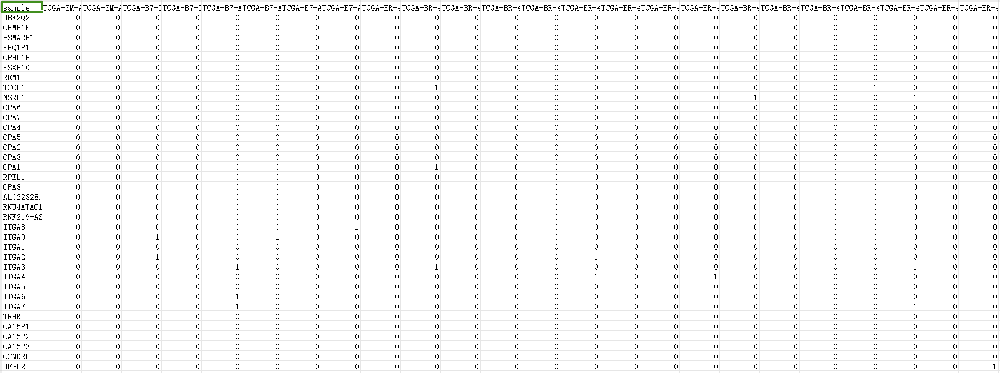 sample TCGA-3M-A TCGA-3M-A TCGA-B7-5 TCGA-B7-5 TCGA-B7-A TCGA-B7-A TCGA-B7-A TCGA-B7-A TCGA-BR-4 TCGA-BR-4 TCGA-BR-4 TCGA-BR-4 TCGA-BR-4 TCGA-BR-4 TCGA-BR-4 TCGA-BR-4 TCGA-BR-4 TCGA-BR-4 TCGA-BR-4 TCGA-BR-4 TCGA-BR-4 TCGA-BR-4 TCGA-BR-4 TCGA-BR-4
UBE2Q2 0 0 0 0 0 0 0 0 0 0 0 0 0 0 0 0 0 0 0 0 0 0 0 0
CHMP1B 0 0 0 0 0 0 0 0 0 0 0 0 0 0 0 0 0 0 0 0 0 0 0 0
PSMA2P1 0 0 0 0 0 0 0 0 0 0 0 0 0 0 0 0 0 0 0 0 0 0 0 0
SHQ1P1 0 0 0 0 0 0 0 0 0 0 0 0 0 0 0 0 0 0 0 0 0 0 0 0
CPHL1P 0 0 0 0 0 0 0 0 0 0 0 0 0 0 0 0 0 0 0 0 0 0 0 0
SSXP10 0 0 0 0 0 0 0 0 0 0 0 0 0 0 0 0 0 0 0 0 0 0 0 0
REM1 0 0 0 0 0 0 0 0 0 0 0 0 0 0 0 0 0 0 0 0 0 0 0 0
TCOF1 0 0 0 0 0 0 0 0 0 1 0 0 0 0 0 0 0 0 0 0 1 0 0 0
NSRP1 0 0 0 0 0 0 0 0 0 0 0 0 0 0 0 0 0 1 0 0 0 1 0 0
OPA6 0 0 0 0 0 0 0 0 0 0 0 0 0 0 0 0 0 0 0 0 0 0 0 0
OPA7 0 0 0 0 0 0 0 0 0 0 0 0 0 0 0 0 0 0 0 0 0 0 0 0
OPA4 0 0 0 0 0 0 0 0 0 0 0 0 0 0 0 0 0 0 0 0 0 0 0 0
OPA5 0 0 0 0 0 0 0 0 0 0 0 0 0 0 0 0 0 0 0 0 0 0 0 0
OPA2 0 0 0 0 0 0 0 0 0 0 0 0 0 0 0 0 0 0 0 0 0 0 0 0
OPA3 0 0 0 0 0 0 0 0 0 0 0 0 0 0 0 0 0 0 0 0 0 0 0 0
OPA1 0 0 0 0 0 0 0 0 0 1 0 0 0 0 0 0 0 0 0 0 0 0 0 0
RPEL1 0 0 0 0 0 0 0 0 0 0 0 0 0 0 0 0 0 0 0 0 0 0 0 0
OPA8 0 0 0 0 0 0 0 0 0 0 0 0 0 0 0 0 0 0 0 0 0 0 0 0
AL022328. 0 0 0 0 0 0 0 0 0 0 0 0 0 0 0 0 0 0 0 0 0 0 0 0
RNU4ATAC1 0 0 0 0 0 0 0 0 0 0 0 0 0 0 0 0 0 0 0 0 0 0 0 0
RNF219-AS 0 0 0 0 0 0 0 0 0 0 0 0 0 0 0 0 0 0 0 0 0 0 0 0
ITGA8 0 0 0 0 0 0 0 1 0 0 0 0 0 0 0 0 0 0 0 0 0 0 0 0
ITGA9 0 0 1 0 0 1 0 0 0 0 0 0 0 0 0 0 0 0 0 0 0 0 0 0
ITGA1 0 0 0 0 0 0 0 0 0 0 0 0 0 0 0 0 0 0 0 0 0 0 0 0
ITGA2 0 0 1 0 0 0 0 0 0 0 0 0 0 1 0 0 0 0 0 0 0 0 0 0
ITGA3 0 0 0 0 1 0 0 0 0 1 0 0 0 0 0 0 0 0 0 0 0 1 0 0
ITGA4 0 0 0 0 0 0 0 0 0 0 0 0 0 1 0 0 1 0 0 0 0 0 0 0
ITGA5 0 0 0 0 0 0 0 0 0 0 0 0 0 0 0 0 0 0 0 0 0 0 0 0
ITGA6 0 0 0 0 1 0 0 0 0 0 0 0 0 0 0 0 0 0 0 0 0 0 0 0
ITGA7 0 0 0 0 1 0 0 0 0 0 0 0 0 0 0 0 0 0 0 0 0 1 0 0
TRHR 0 0 0 0 0 0 0 0 0 0 0 0 0 0 0 0 0 0 0 0 0 0 0 0
CA15P1 0 0 0 0 0 0 0 0 0 0 0 0 0 0 0 0 0 0 0 0 0 0 0 0
CA15P2 0 0 0 0 0 0 0 0 0 0 0 0 0 0 0 0 0 0 0 0 0 0 0 0
CA15P3 0 0 0 0 0 0 0 0 0 0 0 0 0 0 0 0 0 0 0 0 0 0 0 0
CCND2P 0 0 0 0 0 0 0 0 0 0 0 0 0 0 0 0 0 0 0 0 0 0 0 0
UFSP2 0 0 0 0 0 0 0 0 0 0 0 0 0 0 0 0 0 0 0 0 0 0 0 1